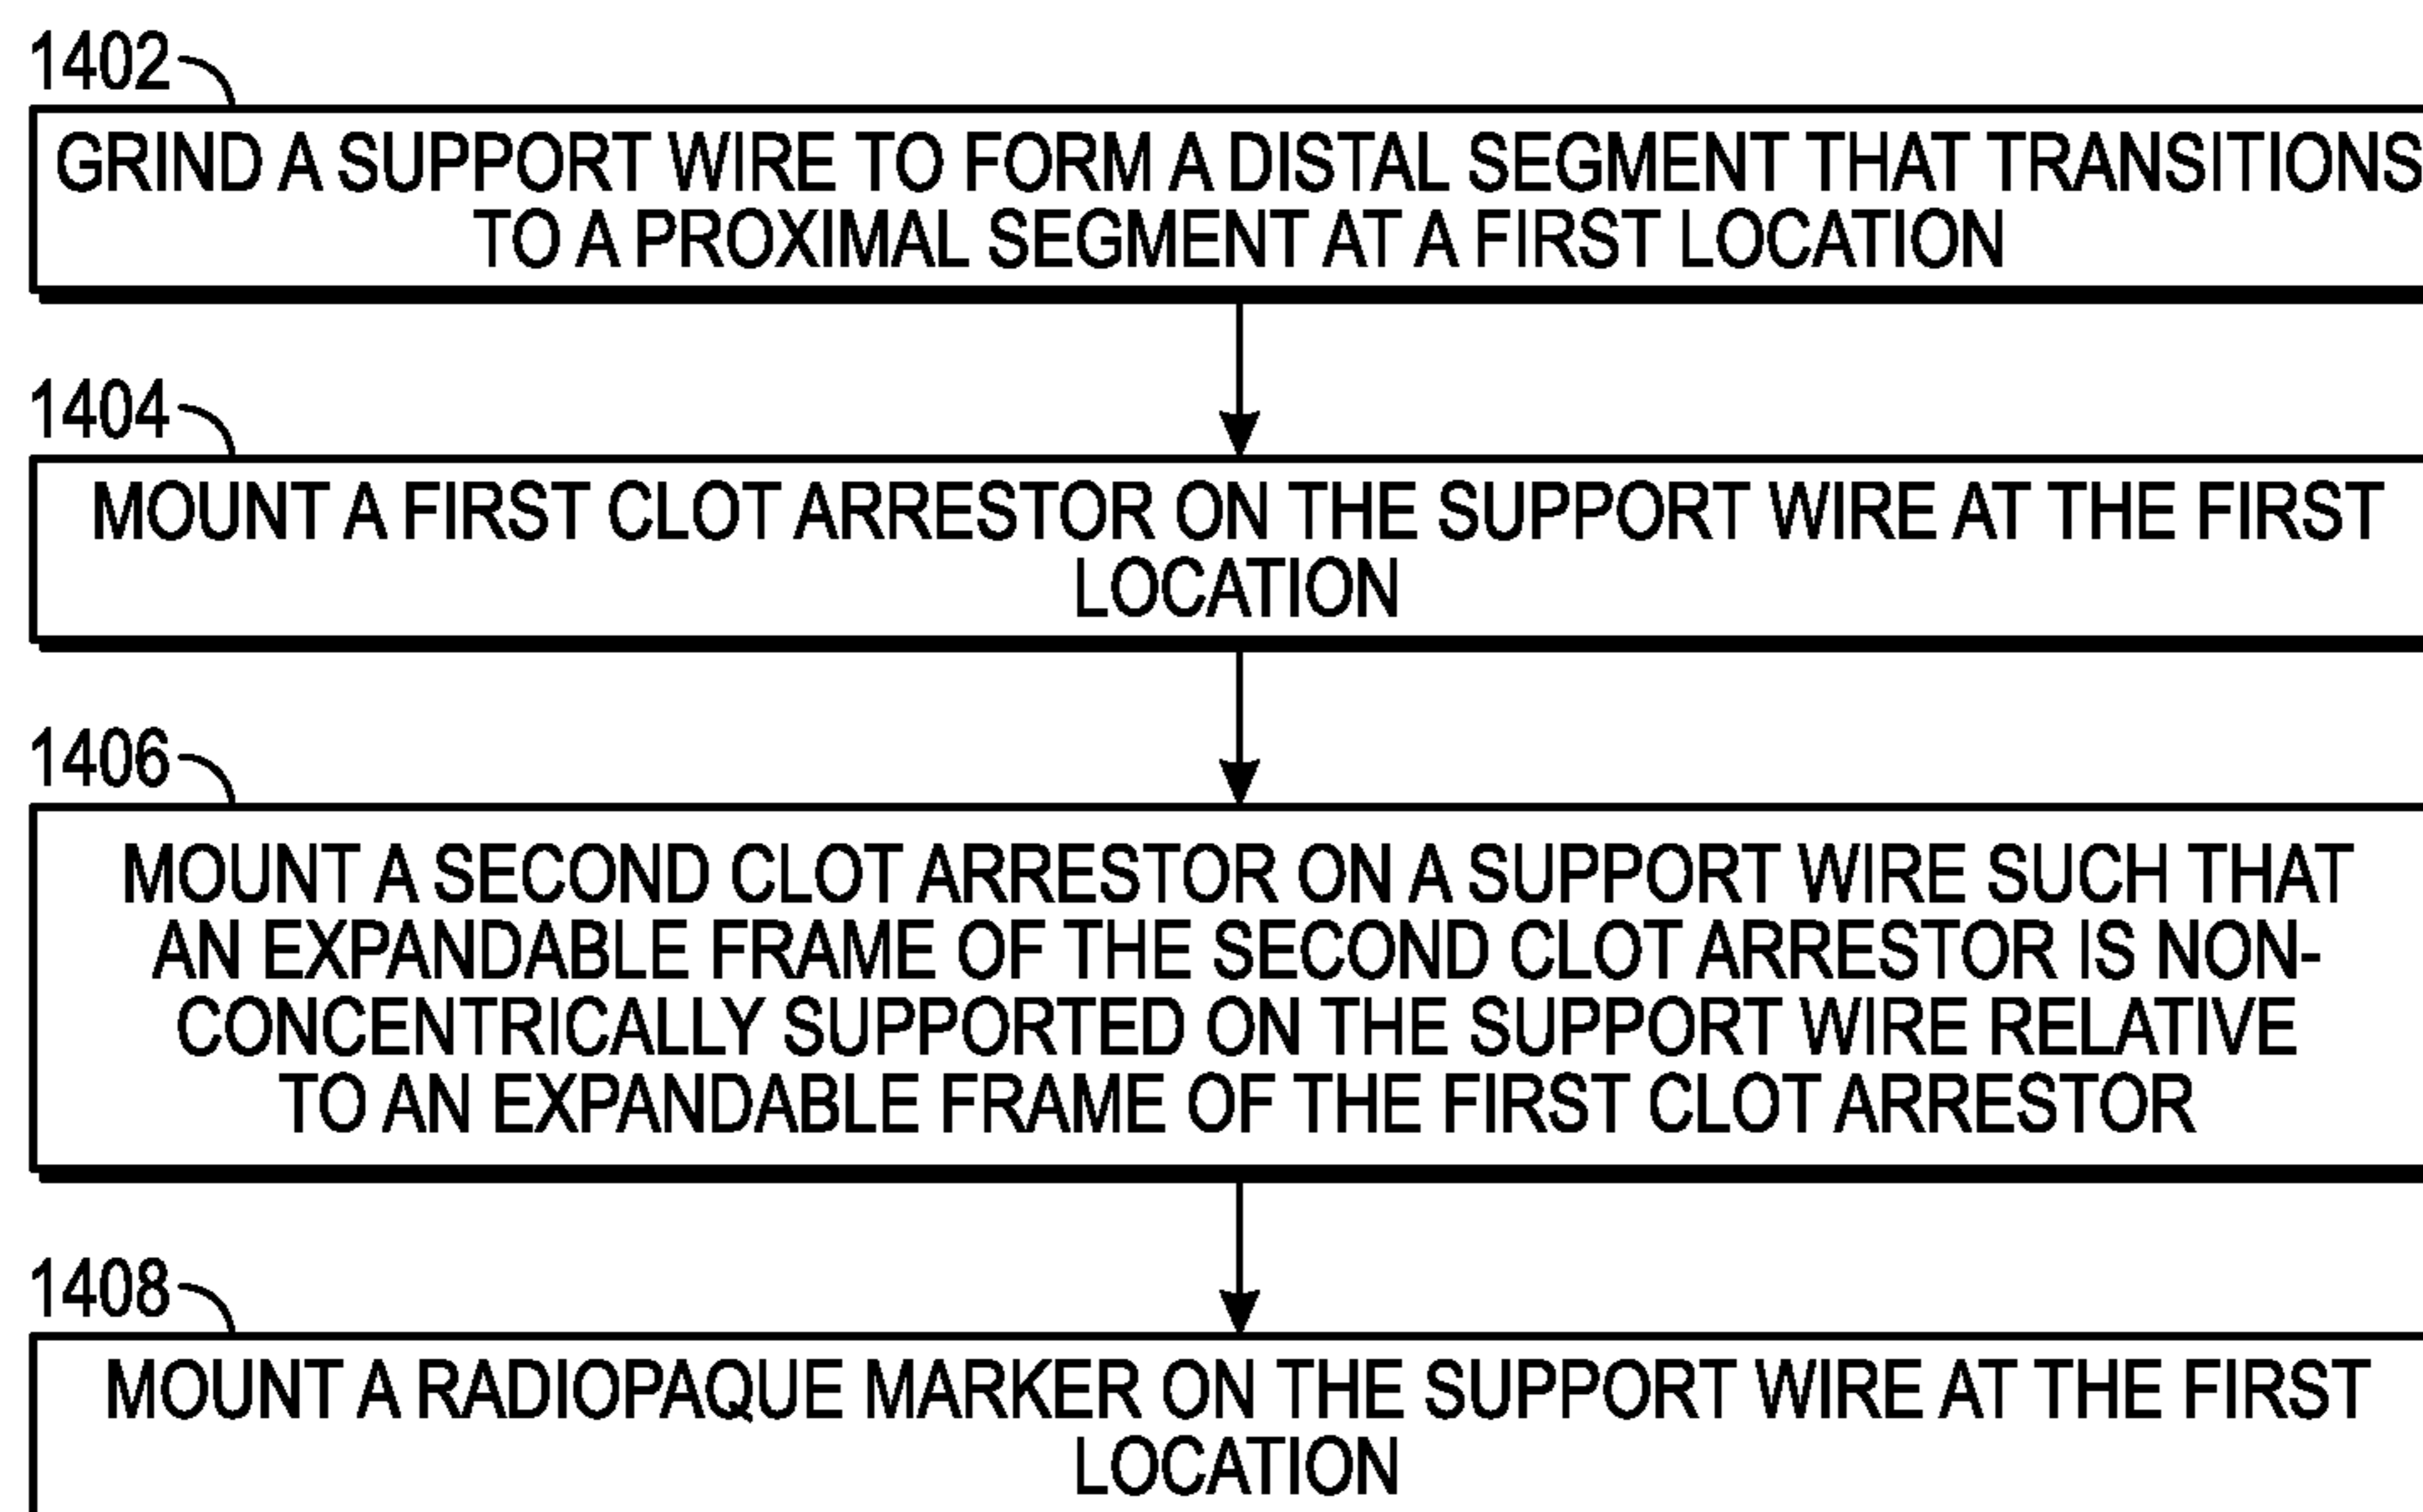 1402
GRIND A SUPPORT WIRE TO FORM A DISTAL SEGMENT THAT TRANSITIONS
TO A PROXIMAL SEGMENT AT A FIRST LOCATION
1404
MOUNT A FIRST CLOT ARRESTOR ON THE SUPPORT WIRE AT THE FIRST
LOCATION
1406
MOUNT A SECOND CLOT ARRESTOR ON A SUPPORT WIRE SUCH THAT
AN EXPANDABLE FRAME OF THE SECOND CLOT ARRESTOR IS NON-
CONCENTRICALLY SUPPORTED ON THE SUPPORT WIRE RELATIVE
TO AN EXPANDABLE FRAME OF THE FIRST CLOT ARRESTOR
1408
MOUNT A RADIOPAQUE MARKER ON THE SUPPORT WIRE AT THE FIRST
LOCATION